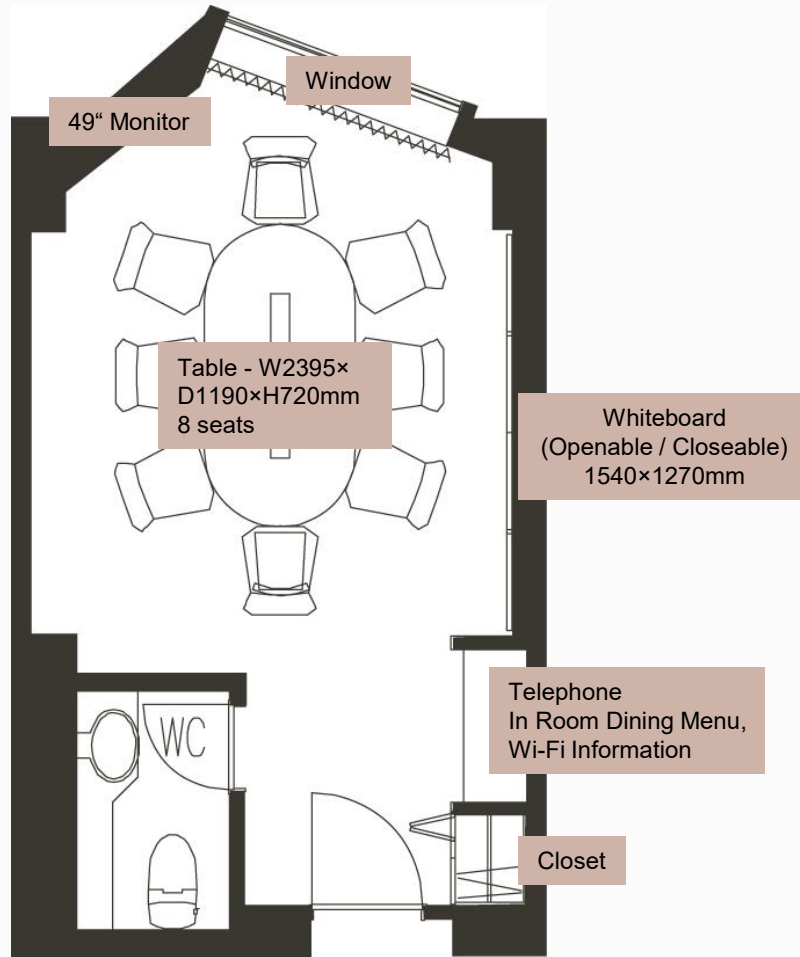 Window
49“ Monitor
Table - W2395×
D1190×H720mm
8 seats
Whiteboard
(Openable / Closeable)
1540×1270mm
Telephone
In Room Dining Menu,
Wi-Fi Information
WC
Closet